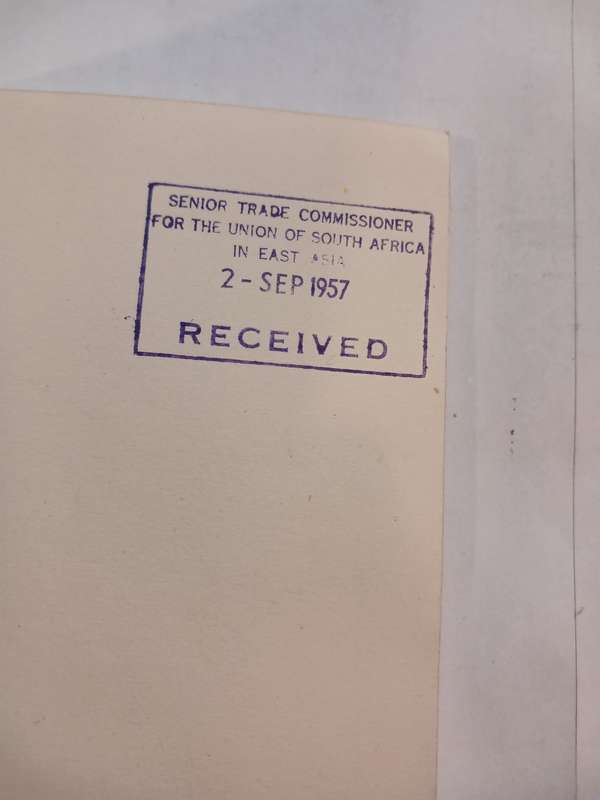 SENIOR TRADE COMMISSIONER
FOR THE UNION OF SOUTH AFRICA
IN EAST ASIA
2-SEP 1957
RECEIVED